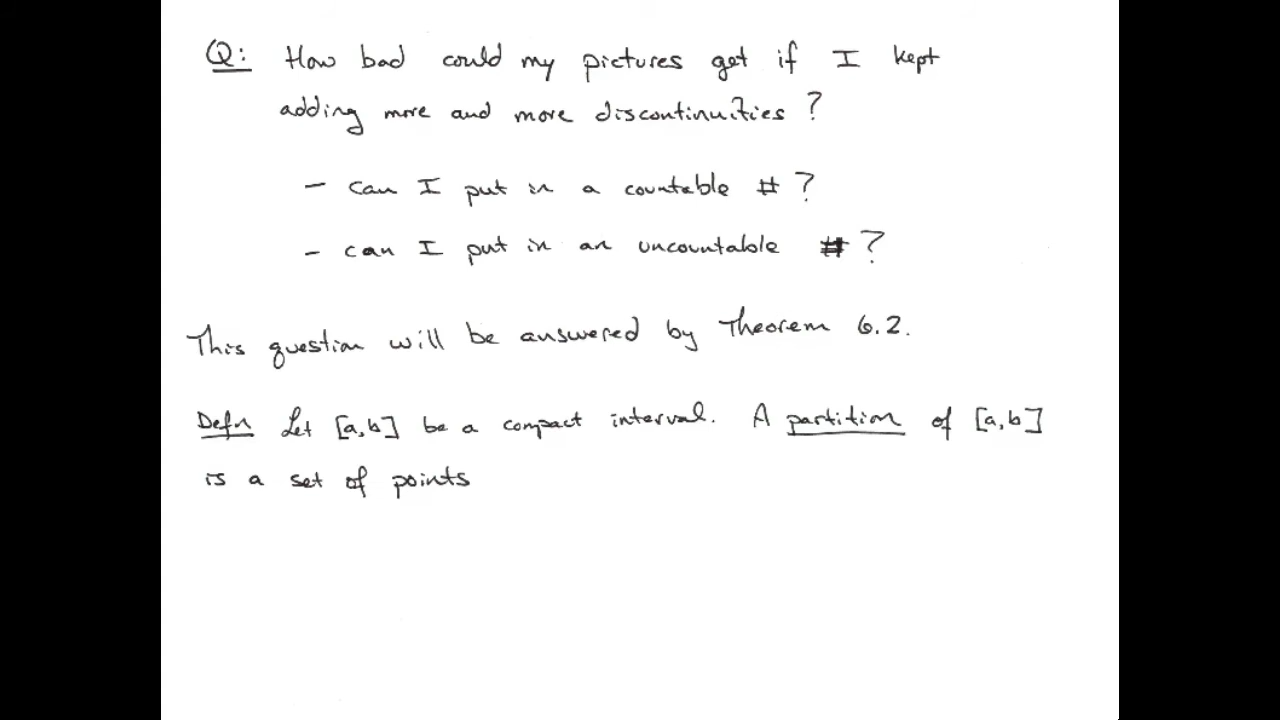 Q: How bad could my pictures get if I kept
adding more and more discontinuities?
- can I put in a countable #?
- can I put in an uncountable #?
This question will be answered by Theorem 6.2.
Defn Let [a,b] be a compact interval. A partition of [a,b]
is a set of points